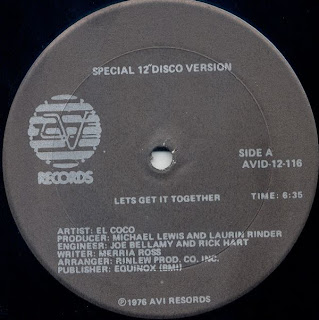 SPECIAL 12" DISCO VERSION
AVI
RECORDS
SIDE A
AVID-12-116
LETS GET IT TOGETHER
TIME: 6:35
ARTIST: EL COCO
PRODUCER: MICHAEL LEWIS AND LAURIN RINDER
ENGINEER: JOE BELLAMY AND RICK HART
WRITER: MERRIA ROSS
ARRANGER: RINLEW PROD. CO. INC.
PUBLISHER: EQUINOX (BMI)
Ⓟ1976 AVI RECORDS